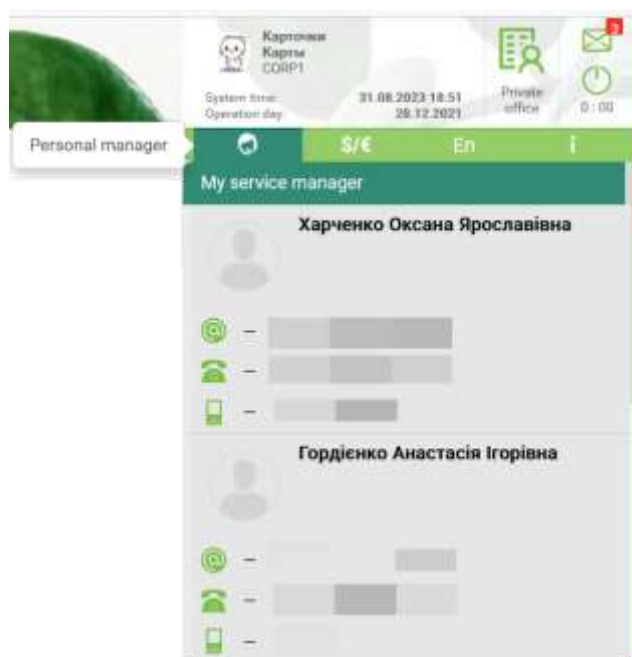 Карточки
Карты
CORP1
3
System time:
31.08.2023 18:51
Operation day
28.12.2021
Private
office
0:00
Personal manager
$/€
En
i
My service manager
Харченко Оксана Ярославівна
–
–
–
Гордієнко Анастасія Ігорівна
–
–
–